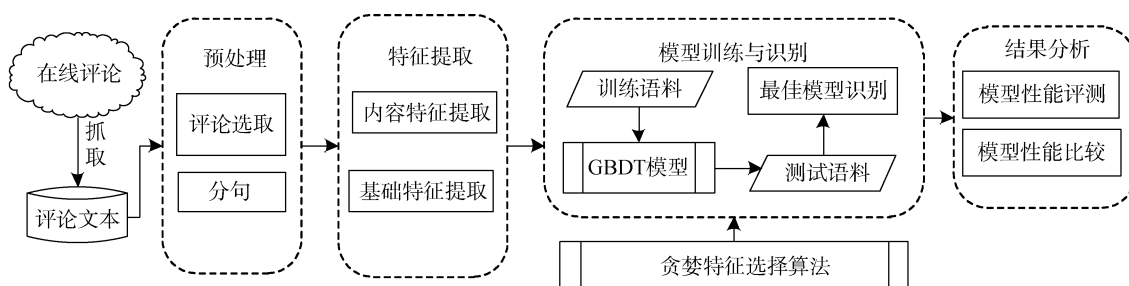 在线评论
抓取
评论文本
预处理
评论选取
分句
特征提取
内容特征提取
基础特征提取
模型训练与识别
训练语料
最佳模型识别
GBDT模型
测试语料
贪婪特征选择算法
结果分析
模型性能评测
模型性能比较